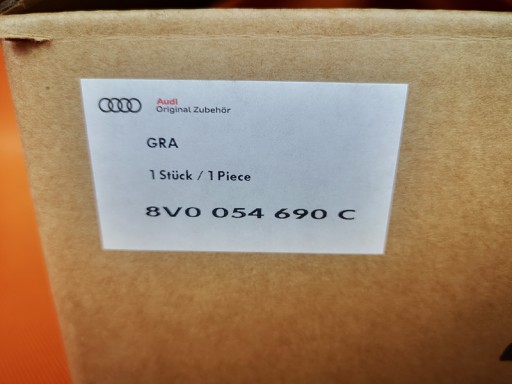 Audi
Original Zubehör
GRA
1 Stück / 1 Piece
8V0 054 690 C